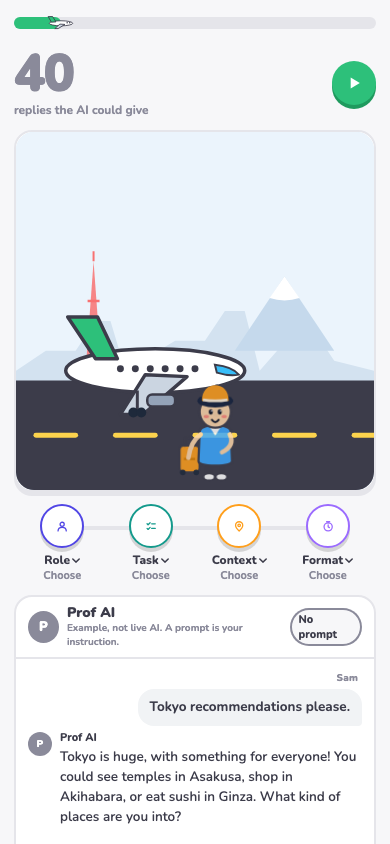 40
replies the AI could give
Role
Choose
Task
Choose
Context
Choose
Format
Choose
P
Prof AI
Example, not live AI. A prompt is your
instruction.
No
prompt
Sam
Tokyo recommendations please.
P
Prof AI
Tokyo is huge, with something for everyone! You
could see temples in Asakusa, shop in
Akihabara, or eat sushi in Ginza. What kind of
places are you into?